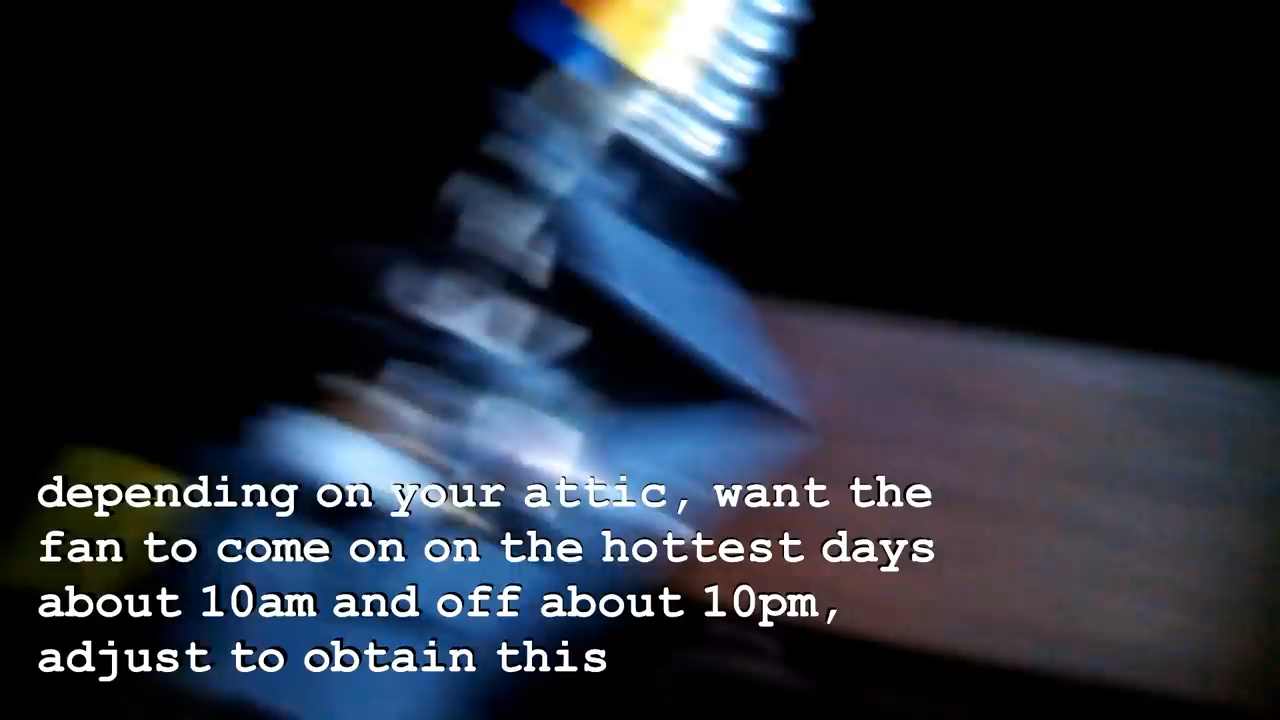 depending on your attic, want the
fan to come on on the hottest days
about 10am and off about 10pm,
adjust to obtain this